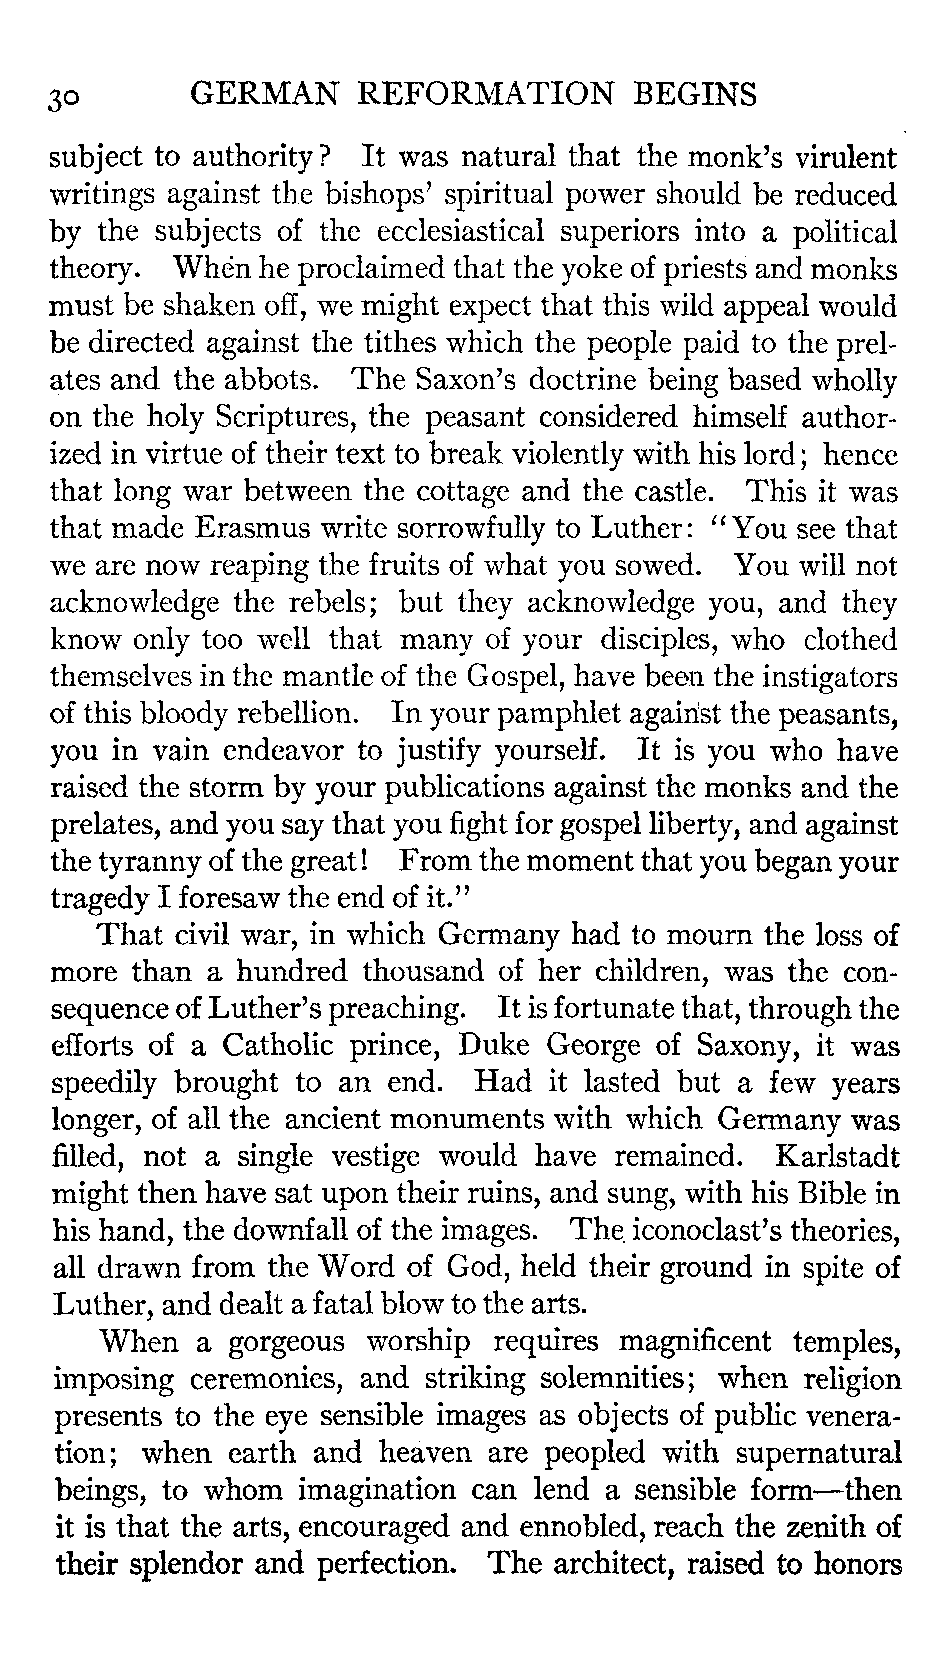 30 GERMAN REFORMATION BEGINS
subject to authority? It was natural that the monk's virulent
writings against the bishops' spiritual power should be reduced
by the subjects of the ecclesiastical superiors into a political
theory. When he proclaimed that the yoke of priests and monks
must be shaken off, we might expect that this wild appeal would
be directed against the tithes which the people paid to the prel-
ates and the abbots. The Saxon's doctrine being based wholly
on the holy Scriptures, the peasant considered himself author-
ized in virtue of their text to break violently with his lord; hence
that long war between the cottage and the castle. This it was
that made Erasmus write sorrowfully to Luther: "You see that
we are now reaping the fruits of what you sowed. You will not
acknowledge the rebels; but they acknowledge you, and they
know only too well that many of your disciples, who clothed
themselves in the mantle of the Gospel, have been the instigators
of this bloody rebellion. In your pamphlet against the peasants,
you in vain endeavor to justify yourself. It is you who have
raised the storm by your publications against the monks and the
prelates, and you say that you fight for gospel liberty, and against
the tyranny of the great! From the moment that you began your
tragedy I foresaw the end of it."
That civil war, in which Germany had to mourn the loss of
more than a hundred thousand of her children, was the con-
sequence of Luther's preaching. It is fortunate that, through the
efforts of a Catholic prince, Duke George of Saxony, it was
speedily brought to an end. Had it lasted but a few years
longer, of all the ancient monuments with which Germany was
filled, not a single vestige would have remained. Karlstadt
might then have sat upon their ruins, and sung, with his Bible in
his hand, the downfall of the images. The iconoclast's theories,
all drawn from the Word of God, held their ground in spite of
Luther, and dealt a fatal blow to the arts.
When a gorgeous worship requires magnificent temples,
imposing ceremonies, and striking solemnities; when religion
presents to the eye sensible images as objects of public venera-
tion; when earth and heaven are peopled with supernatural
beings, to whom imagination can lend a sensible form—then
it is that the arts, encouraged and ennobled, reach the zenith of
their splendor and perfection. The architect, raised to honors